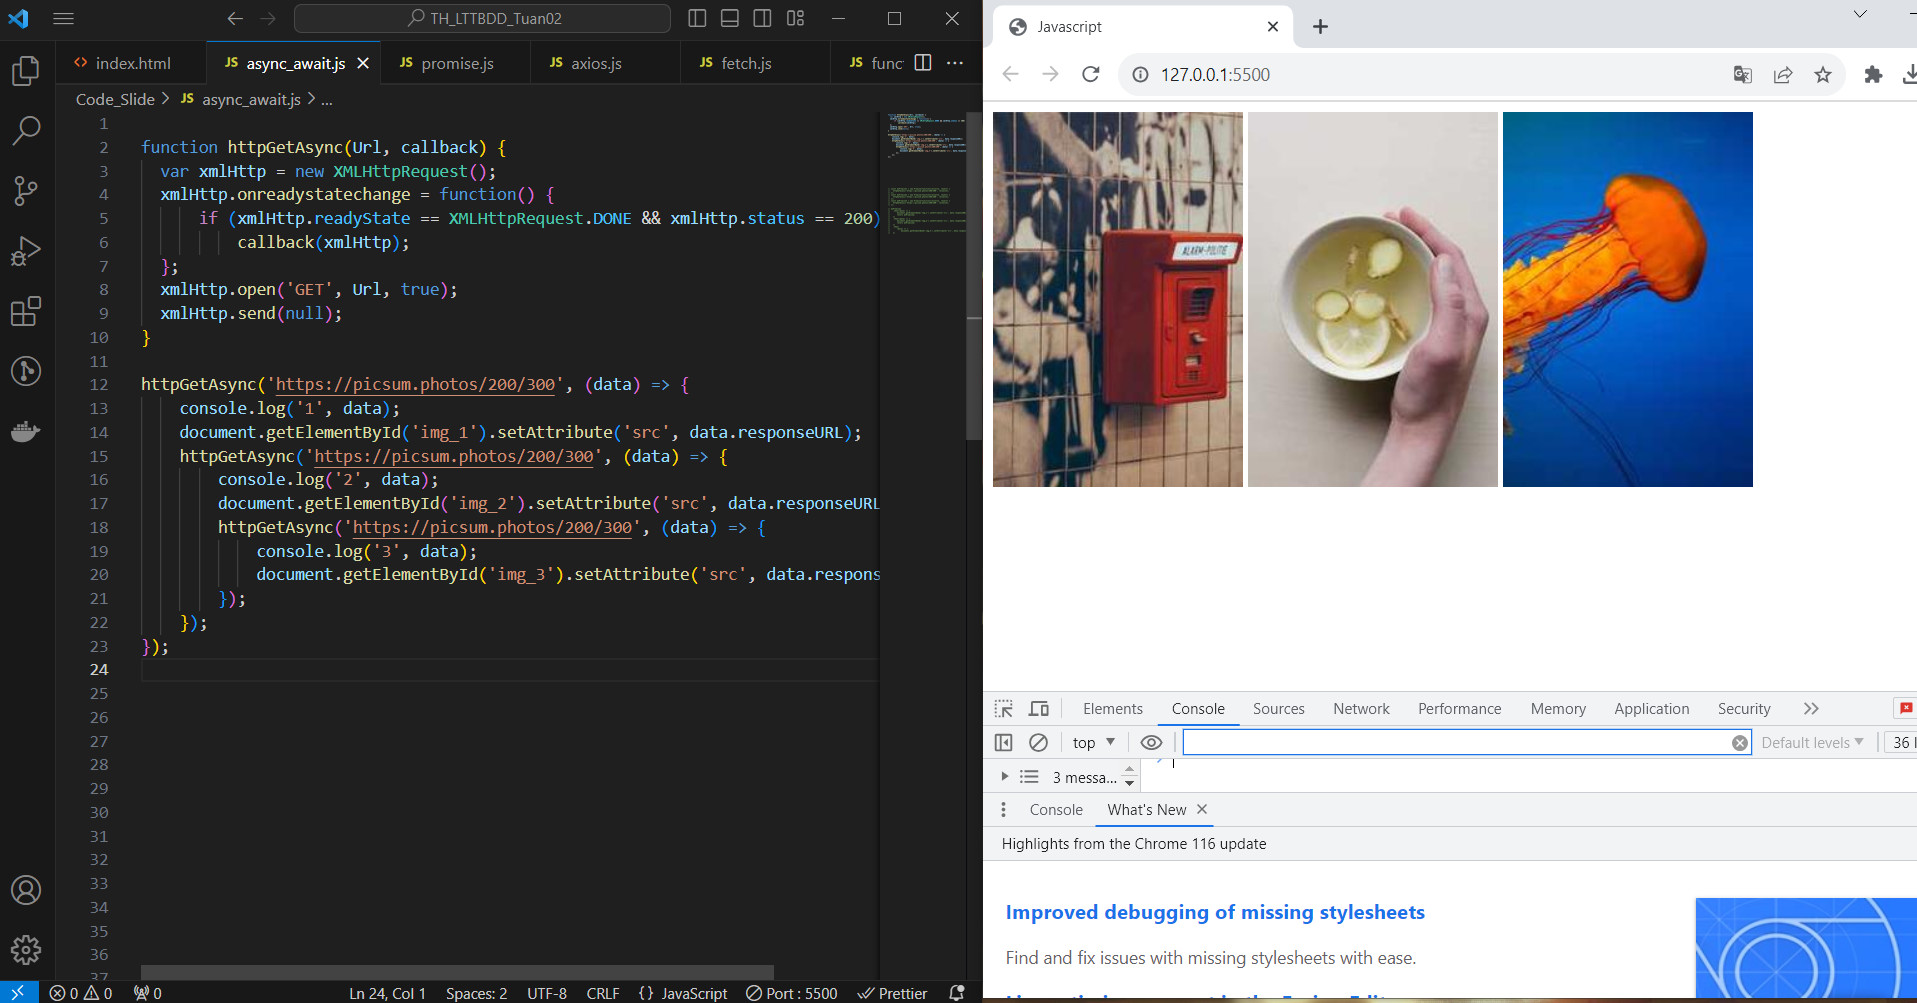 TH_LTTBDD_Tuan02
index.html
JS async_await.js
JS promise.js
JS axios.js
JS fetch.js
JS func
Code_Slide > JS async_await.js > ...
1
2 function httpGetAsync(Url, callback) {
3 var xmlHttp = new XMLHttpRequest();
4 xmlHttp.onreadystatechange = function() {
5 if (xmlHttp.readyState == XMLHttpRequest.DONE && xmlHttp.status == 200)
6 callback(xmlHttp);
7 };
8 xmlHttp.open('GET', Url, true);
9 xmlHttp.send(null);
10 }
11
12 httpGetAsync('https://picsum.photos/200/300', (data) => {
13 console.log('1', data);
14 document.getElementById('img_1').setAttribute('src', data.responseURL);
15 httpGetAsync('https://picsum.photos/200/300', (data) => {
16 console.log('2', data);
17 document.getElementById('img_2').setAttribute('src', data.responseURL
18 httpGetAsync('https://picsum.photos/200/300', (data) => {
19 console.log('3', data);
20 document.getElementById('img_3').setAttribute('src', data.respons
21 });
22 });
23 });
24
25
26
27
28
29
30
31
32
33
34
35
36
37
0 0 0
Ln 24, Col 1 Spaces: 2 UTF-8 CRLF {} JavaScript Port : 5500 Prettier
Javascript
127.0.0.1:5500
ALARM-POLITIE
Elements Console Sources Network Performance Memory Application Security
top
Default levels
36 I
3 messa...
Console What's New
Highlights from the Chrome 116 update
Improved debugging of missing stylesheets
Find and fix issues with missing stylesheets with ease.